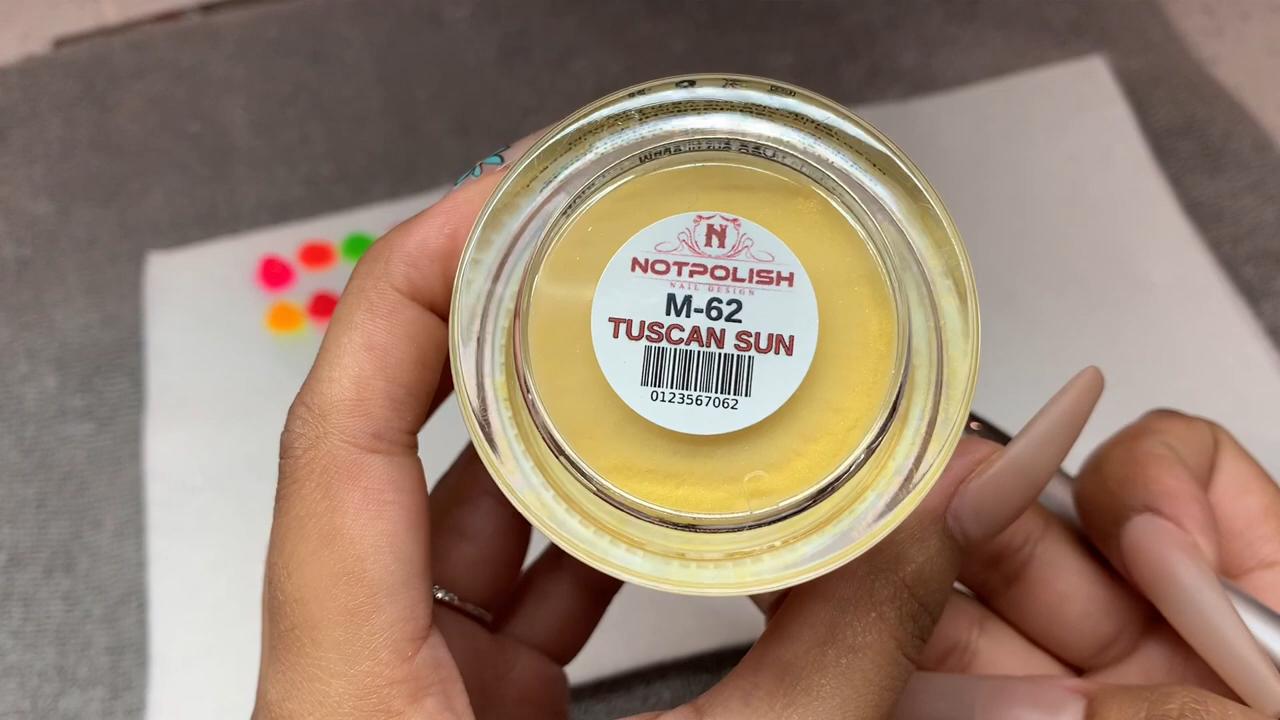 N
NOTPOLISH
NAIL DESIGN
M-62
TUSCAN SUN
0123567062